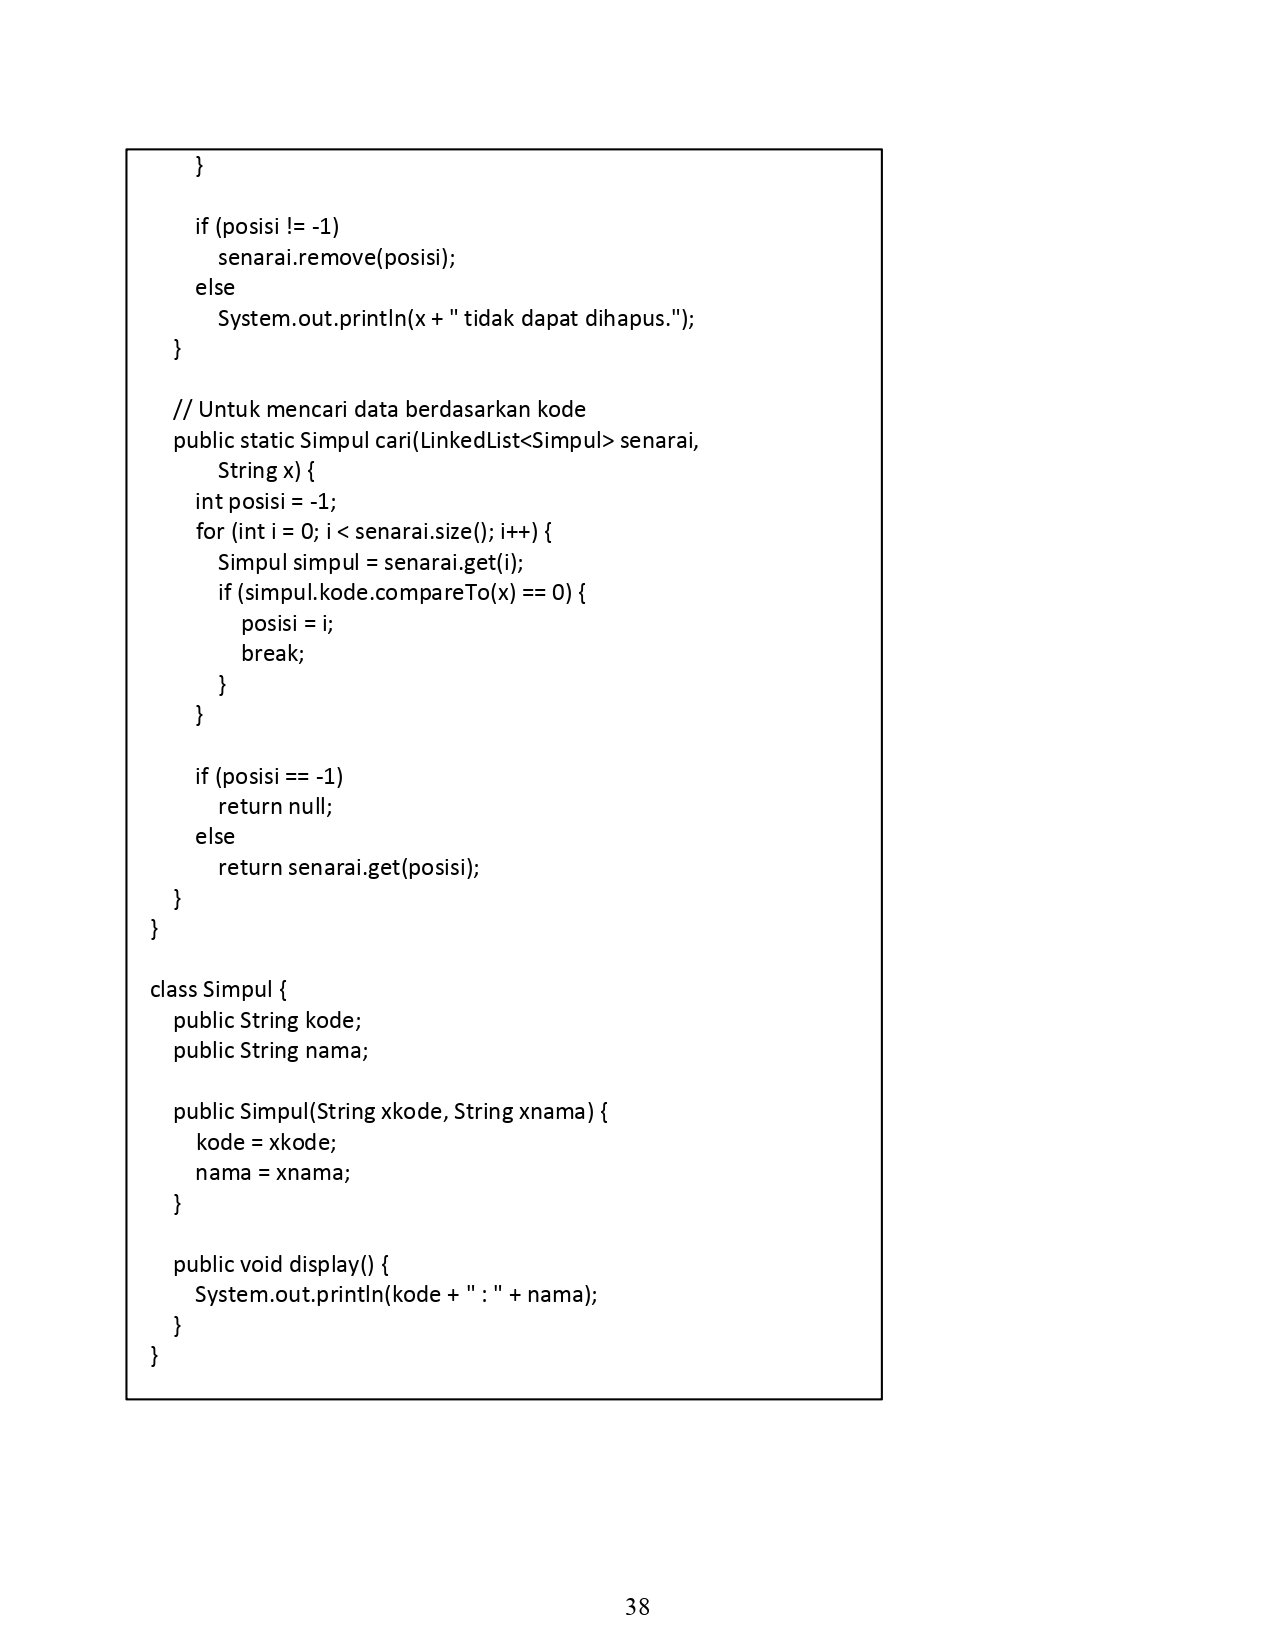 }
if (posisi != -1)
senarai.remove(posisi);
else
System.out.println(x + " tidak dapat dihapus.");
}
// Untuk mencari data berdasarkan kode
public static Simpul cari(LinkedList<Simpul> senarai,
String x) {
int posisi = -1;
for (int i = 0; i < senarai.size(); i++) {
Simpul simpul = senarai.get(i);
if (simpul.kode.compareTo(x) == 0) {
posisi = i;
break;
}
}
if (posisi == -1)
return null;
else
return senarai.get(posisi);
}
}
class Simpul {
public String kode;
public String nama;
public Simpul(String xkode, String xnama) {
kode = xkode;
nama = xnama;
}
public void display() {
System.out.println(kode + " : " + nama);
}
}
38